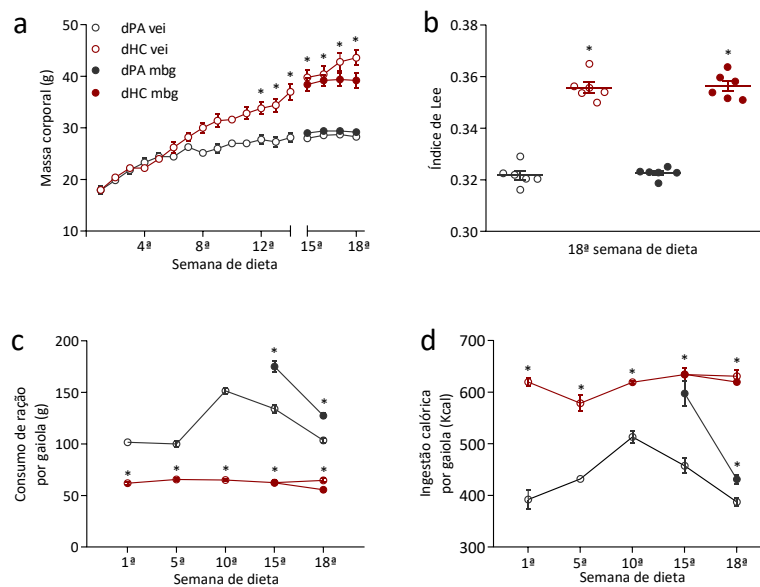 a
Massa corporal (g)
50
40
30
20
10
dPA vei
dHC vei
dPA mbg
dHC mbg
* * * * * * *
4ª 8ª 12ª 15ª 18ª
Semana de dieta
b
Índice de Lee
0.38
0.36
0.34
0.32
0.30
* *
18ª semana de dieta
c
Consumo de ração
por gaiola (g)
200
150
100
50
0
* *
* * * * *
1ª 5ª 10ª 15ª 18ª
Semana de dieta
d
Ingestão calórica
por gaiola (Kcal)
700
600
500
400
300
* * * * *
*
1ª 5ª 10ª 15ª 18ª
Semana de dieta